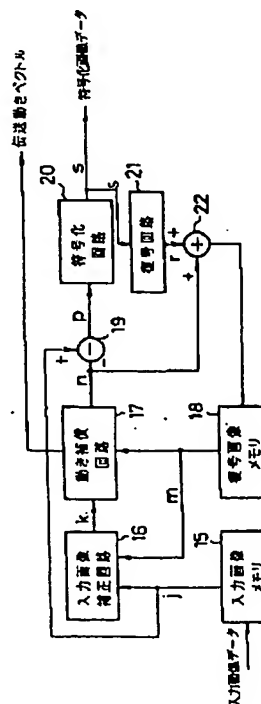 入力画像データ
入力画像
メモリ
15
j
入力画像
補正回路
16
k
m
動き補償
回路
17
復号画像
メモリ
18
n
+
-
19
p
符号化
回路
20
s
s
復号回路
21
r
+
+
22
伝送動きベクトル
符号化画像データ